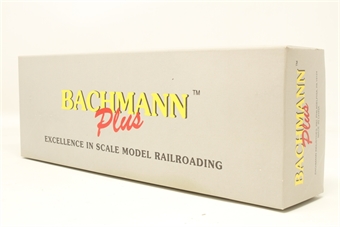 BACHMANN™
Plus
EXCELLENCE IN SCALE MODEL RAILROADING
BACHMANN
Plus